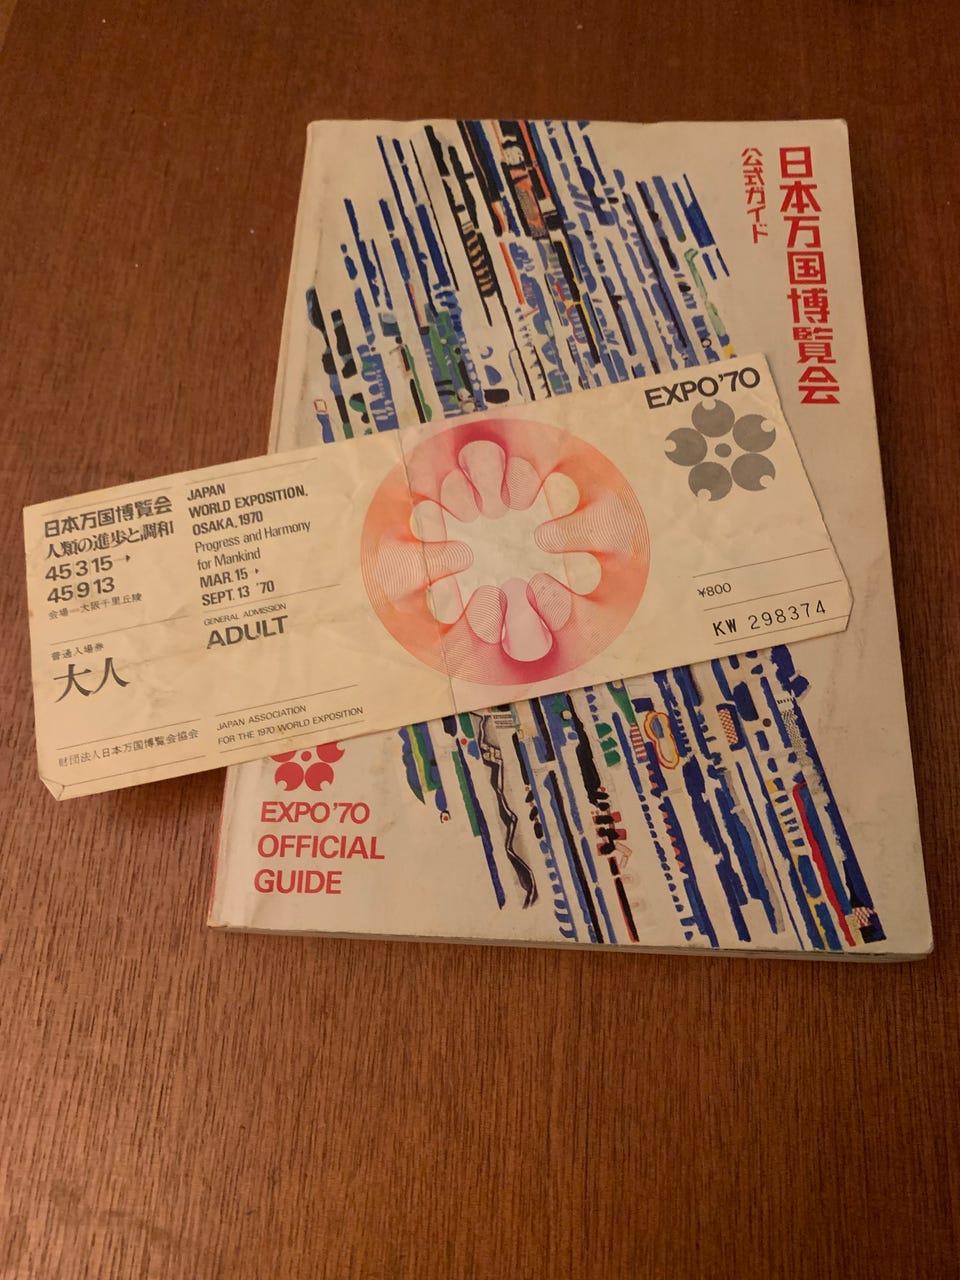 日本万国博覧会
公式ガイド
EXPO'70
日本万国博覧会
人類の進歩と調和
45 3 15→
45 9 13
会場=大阪千里丘陵
普通入場券
大人
財団法人日本万国博覧会協会
JAPAN
WORLD EXPOSITION,
OSAKA, 1970
Progress and Harmony
for Mankind
MAR. 15 →
SEPT. 13 '70
GENERAL ADMISSION
ADULT
JAPAN ASSOCIATION
FOR THE 1970 WORLD EXPOSITION
¥800
KW 298374
EXPO'70
OFFICIAL
GUIDE